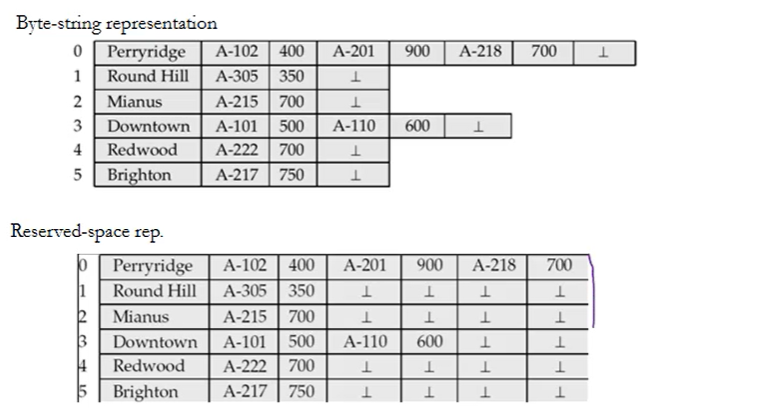 Byte-string representation
0 Perryridge A-102 400 A-201 900 A-218 700 ⊥
1 Round Hill A-305 350 ⊥
2 Mianus A-215 700 ⊥
3 Downtown A-101 500 A-110 600 ⊥
4 Redwood A-222 700 ⊥
5 Brighton A-217 750 ⊥
Reserved-space rep.
0 Perryridge A-102 400 A-201 900 A-218 700
1 Round Hill A-305 350 ⊥ ⊥ ⊥ ⊥
2 Mianus A-215 700 ⊥ ⊥ ⊥ ⊥
3 Downtown A-101 500 A-110 600 ⊥ ⊥
4 Redwood A-222 700 ⊥ ⊥ ⊥ ⊥
5 Brighton A-217 750 ⊥ ⊥ ⊥ ⊥